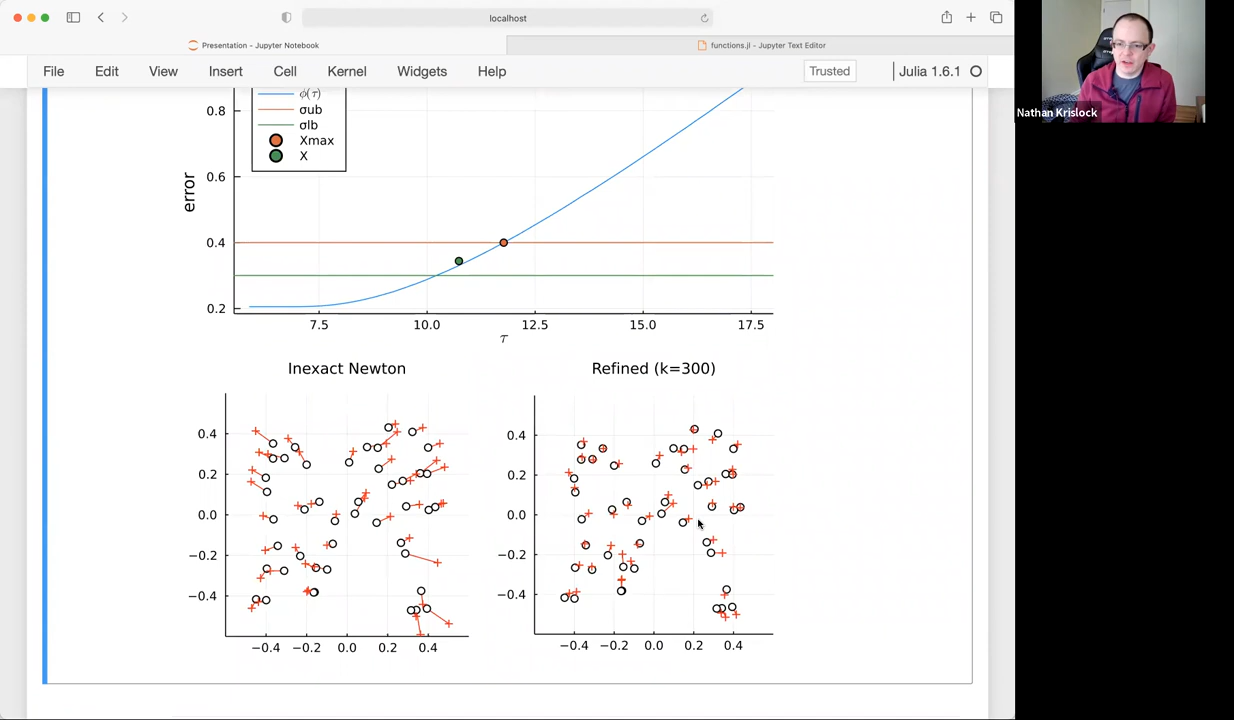 localhost
Presentation - Jupyter Notebook
functions.jl - Jupyter Text Editor
File Edit View Insert Cell Kernel Widgets Help
Trusted
Julia 1.6.1
Nathan Krislock
ϕ(τ)
σub
σlb
Xmax
X
error
0.8
0.6
0.4
0.2
7.5 10.0 12.5 15.0 17.5
τ
Inexact Newton
0.4
0.2
0.0
−0.2
−0.4
−0.4 −0.2 0.0 0.2 0.4
Refined (k=300)
0.4
0.2
0.0
−0.2
−0.4
−0.4 −0.2 0.0 0.2 0.4